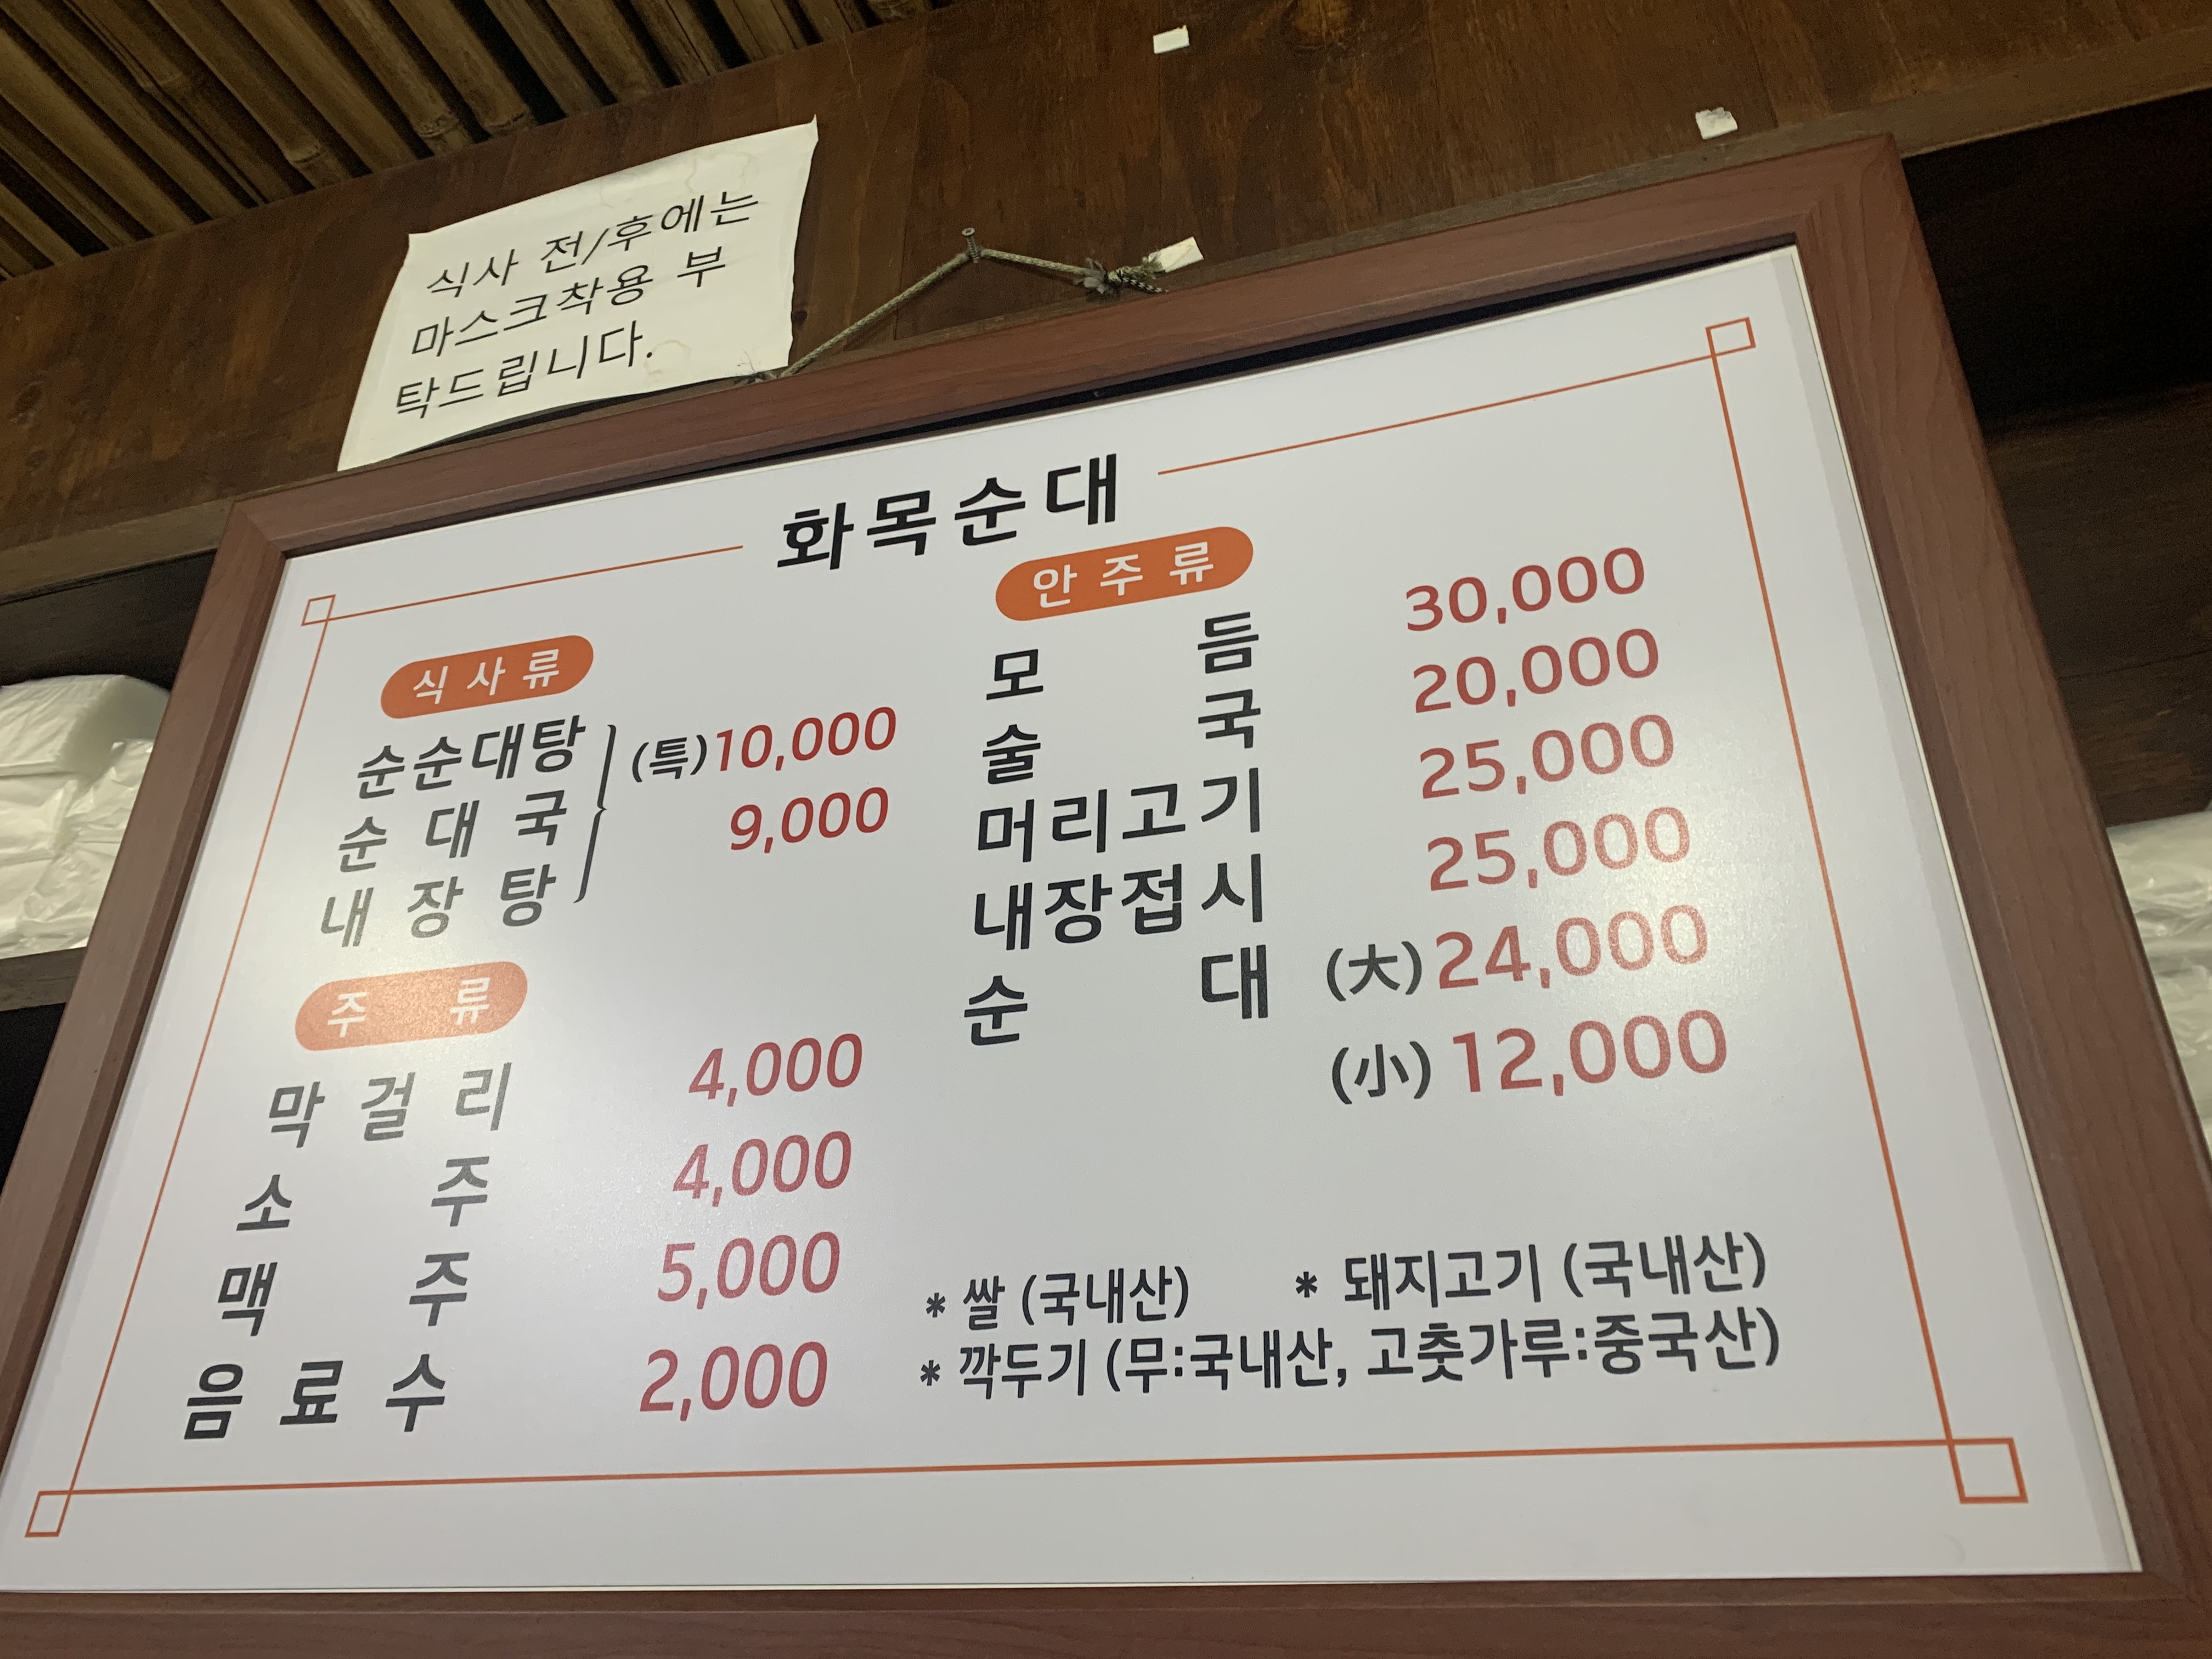 식사 전/후에는
마스크착용 부
탁드립니다.
화목순대
식사류
순순대탕 (특)10,000
순대국 9,000
내장탕
주류
막걸리 4,000
소주 4,000
맥주 5,000
음료수 2,000
안주류
모듬 30,000
술국 20,000
머리고기 25,000
내장접시 25,000
순대 (大)24,000
(小)12,000
* 쌀 (국내산) * 돼지고기 (국내산)
* 깍두기 (무:국내산, 고춧가루:중국산)